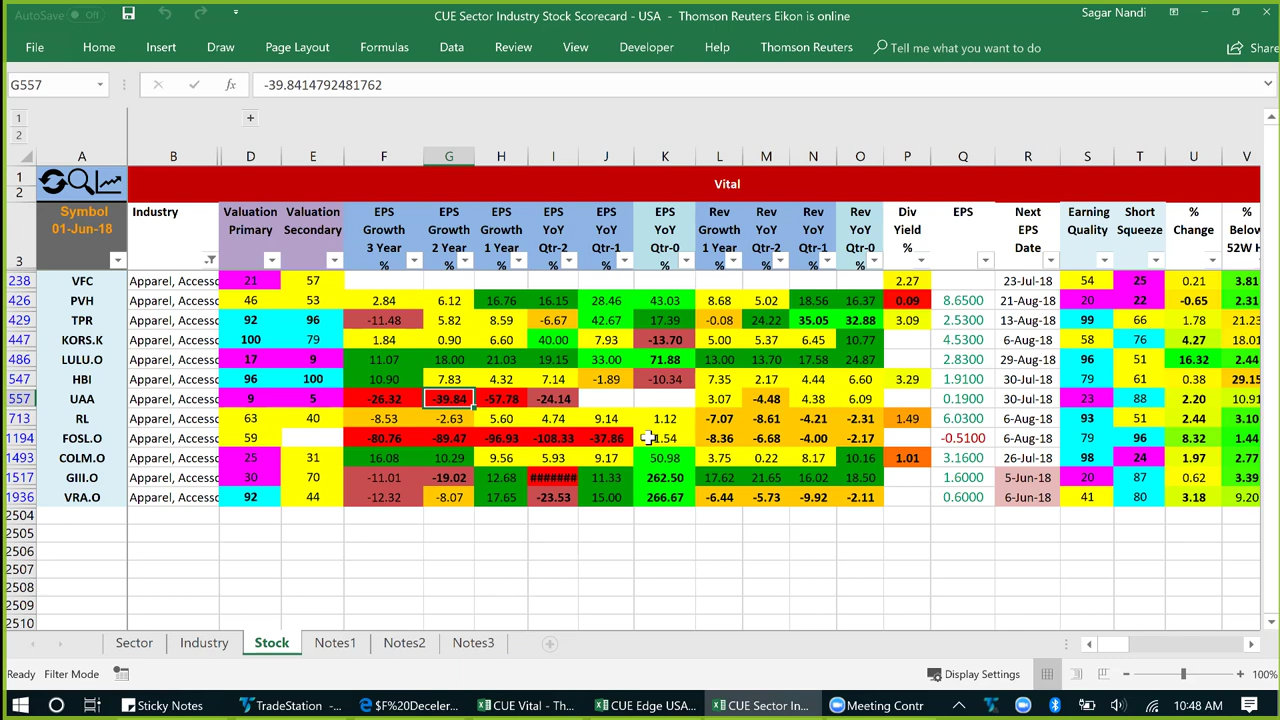 AutoSave Off CUE Sector Industry Stock Scorecard - USA - Thomson Reuters Eikon is online Sagar Nandi
File Home Insert Draw Page Layout Formulas Data Review View Developer Help Thomson Reuters Tell me what you want to do Share
G557 fx -39.8414792481762
1
2
A B D E F G H I J K L M N O P Q R S T U V
1 Vital
2
Symbol Industry Valuation Valuation EPS EPS EPS EPS EPS EPS Rev Rev Rev Rev Div EPS Next Earning Short % %
01-Jun-18 Primary Secondary Growth Growth Growth YoY YoY YoY Growth YoY YoY YoY Yield EPS Quality Squeeze Change Below
3 Year 2 Year 1 Year Qtr-2 Qtr-1 Qtr-0 1 Year Qtr-2 Qtr-1 Qtr-0 % Date 52W H
3 % % % % % % % % % %
238 VFC Apparel, Accesso 21 57 2.27 23-Jul-18 54 25 0.21 3.81
426 PVH Apparel, Accesso 46 53 2.84 6.12 16.76 16.15 28.46 43.03 8.68 5.02 18.56 16.37 0.09 8.6500 21-Aug-18 20 22 -0.65 2.31
429 TPR Apparel, Accesso 92 96 -11.48 5.82 8.59 -6.67 42.67 17.39 -0.08 24.22 35.05 32.88 3.09 2.5300 13-Aug-18 99 66 1.78 21.23
447 KORS.K Apparel, Accesso 100 79 1.84 0.90 6.60 40.00 7.93 -13.70 5.00 5.37 6.45 10.77 4.5300 6-Aug-18 58 76 4.27 18.01
486 LULU.O Apparel, Accesso 17 9 11.07 18.00 21.03 19.15 33.00 71.88 13.00 13.70 17.58 24.87 2.8300 29-Aug-18 96 51 16.32 2.44
547 HBI Apparel, Accesso 96 100 10.90 7.83 4.32 7.14 -1.89 -10.34 7.35 2.17 4.44 6.60 3.29 1.9100 30-Jul-18 79 61 0.38 29.15
557 UAA Apparel, Accesso 9 5 -26.32 -39.84 -57.78 -24.14 3.07 -4.48 4.38 6.09 0.1900 30-Jul-18 23 88 2.20 10.91
713 RL Apparel, Accesso 63 40 -8.53 -2.63 5.60 4.74 9.14 1.12 -7.07 -8.61 -4.21 -2.31 1.49 6.0300 6-Aug-18 93 51 2.44 3.10
1194 FOSL.O Apparel, Accesso 59 -80.76 -89.47 -96.93 -108.33 -37.86 -8.36 -6.68 -4.00 -2.17 -0.5100 6-Aug-18 79 96 8.32 1.44
1493 COLM.O Apparel, Accesso 25 31 16.08 10.29 9.56 5.93 9.17 50.98 3.75 0.22 8.17 10.16 1.01 3.1600 26-Jul-18 98 24 1.97 2.77
1517 GIII.O Apparel, Accesso 30 70 -11.01 -19.02 12.68 ####### 11.33 262.50 17.62 21.65 16.02 18.50 1.6000 5-Jun-18 20 87 0.62 3.39
1936 VRA.O Apparel, Accesso 92 44 -12.32 -8.07 17.65 -23.53 15.00 266.67 -6.44 -5.73 -9.92 -2.11 0.6000 6-Jun-18 41 80 3.18 9.20
2504
2505
2506
2507
2508
2509
2510
Sector Industry Stock Notes1 Notes2 Notes3
Ready Filter Mode Display Settings 100%
Sticky Notes TradeStation -... $F%20Deceler... CUE Vital - Th... CUE Edge USA... CUE Sector In... Meeting Contr 10:48 AM